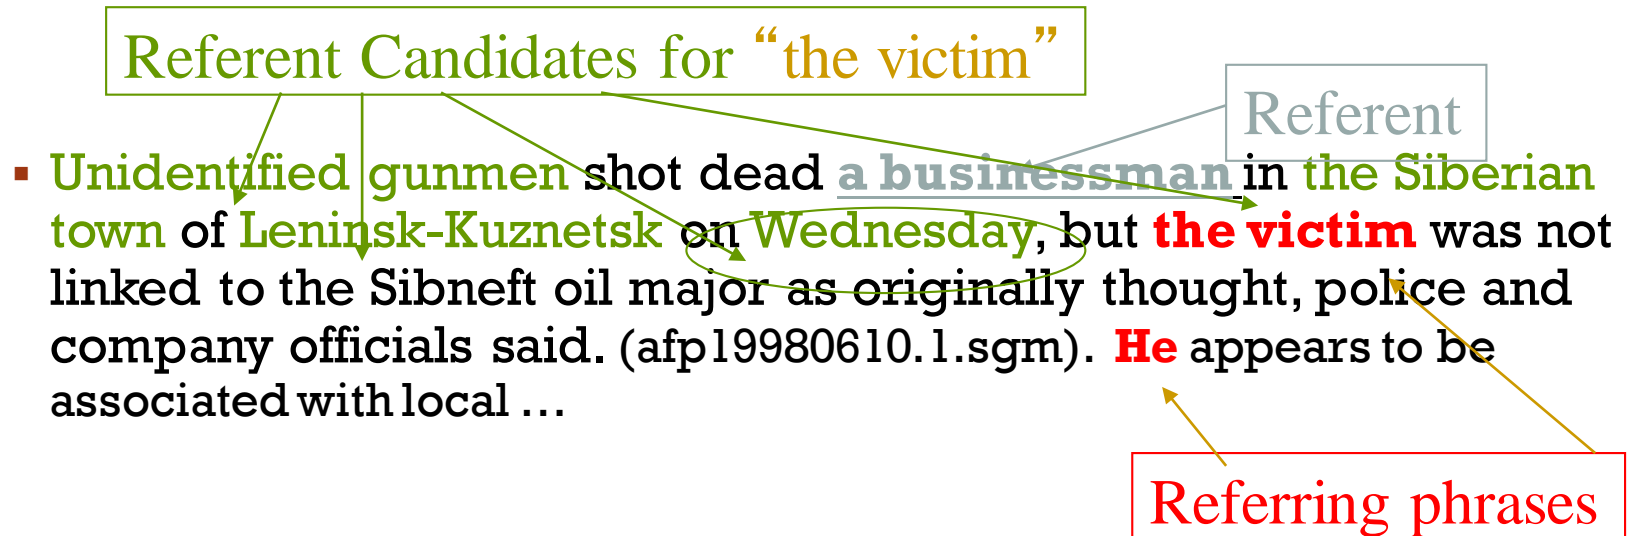 Referent Candidates for “the victim”
Referent
▪ Unidentified gunmen shot dead a businessman in the Siberian
town of Leninsk-Kuznetsk on Wednesday, but the victim was not
linked to the Sibneft oil major as originally thought, police and
company officials said. (afp19980610.1.sgm). He appears to be
associated with local …
Referring phrases